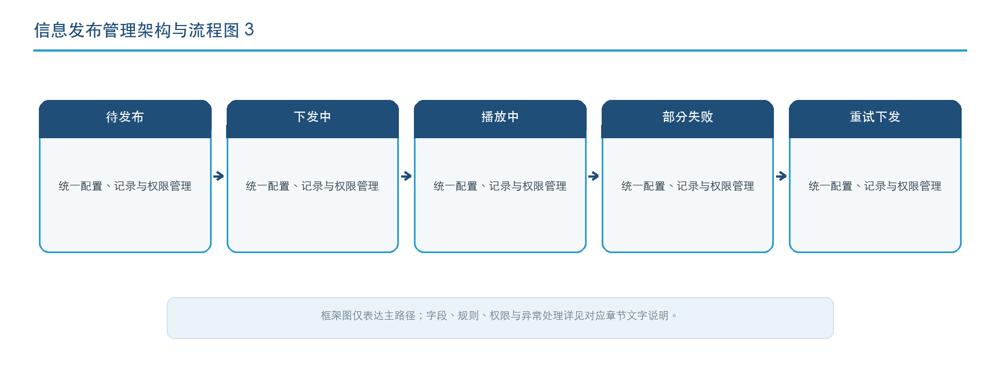 信息发布管理架构与流程图 3
待发布
下发中
播放中
部分失败
重试下发
统一配置、记录与权限管理
统一配置、记录与权限管理
统一配置、记录与权限管理
统一配置、记录与权限管理
统一配置、记录与权限管理
框架图仅表达主路径；字段、规则、权限与异常处理详见对应章节文字说明。